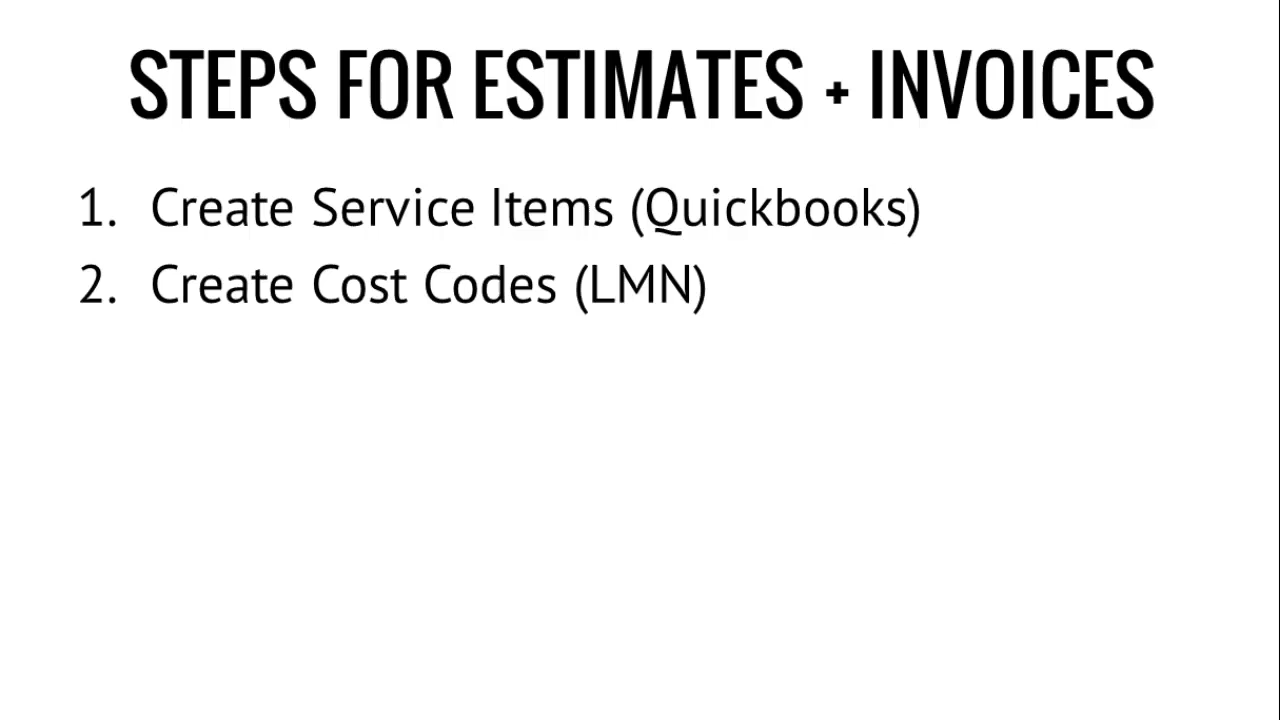 STEPS FOR ESTIMATES + INVOICES
1. Create Service Items (Quickbooks)
2. Create Cost Codes (LMN)